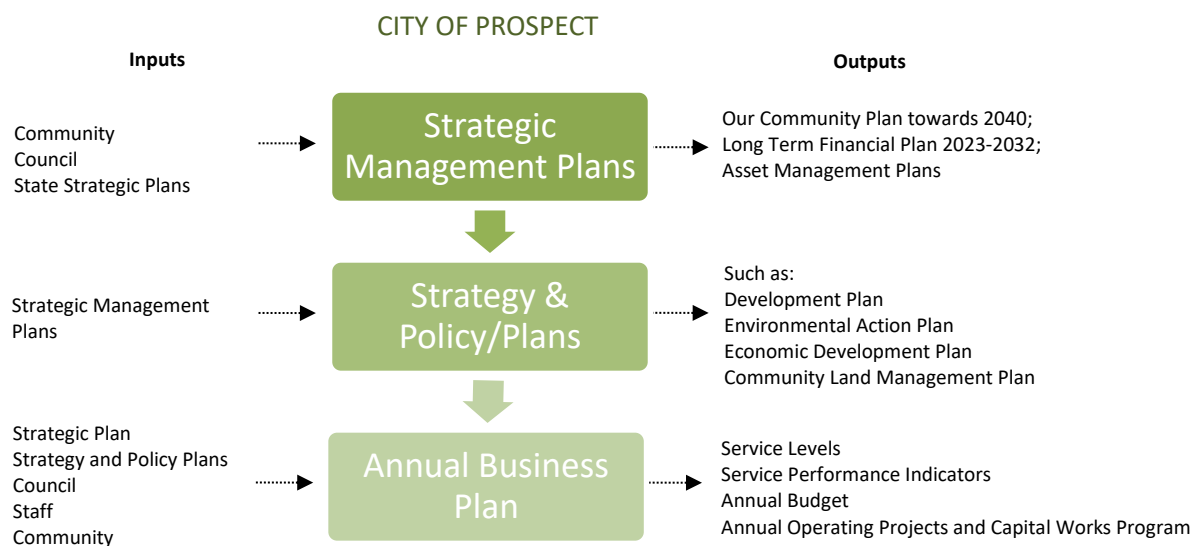 CITY OF PROSPECT
Inputs
Outputs
Community
Council
State Strategic Plans
Strategic
Management Plans
Our Community Plan towards 2040;
Long Term Financial Plan 2023-2032;
Asset Management Plans
Strategic Management
Plans
Strategy &
Policy/Plans
Such as:
Development Plan
Environmental Action Plan
Economic Development Plan
Community Land Management Plan
Strategic Plan
Strategy and Policy Plans
Council
Staff
Community
Annual Business
Plan
Service Levels
Service Performance Indicators
Annual Budget
Annual Operating Projects and Capital Works Program